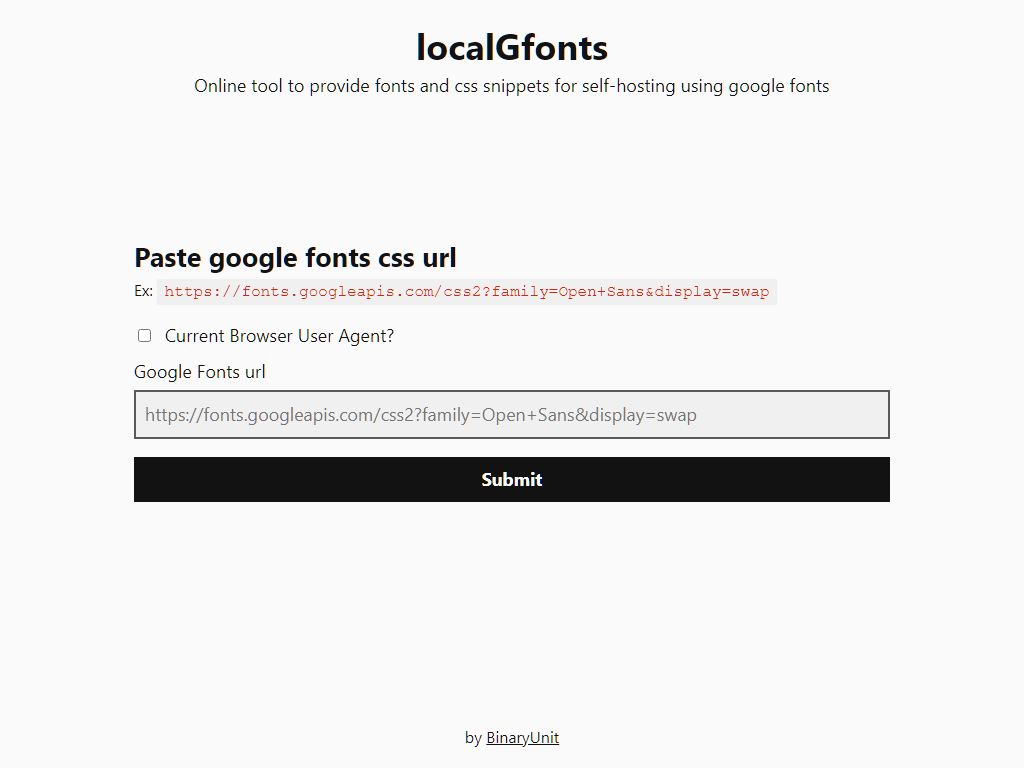 localGfonts
Online tool to provide fonts and css snippets for self-hosting using google fonts
Paste google fonts css url
Ex: https://fonts.googleapis.com/css2?family=Open+Sans&display=swap
Current Browser User Agent?
Google Fonts url
https://fonts.googleapis.com/css2?family=Open+Sans&display=swap
Submit
by BinaryUnit